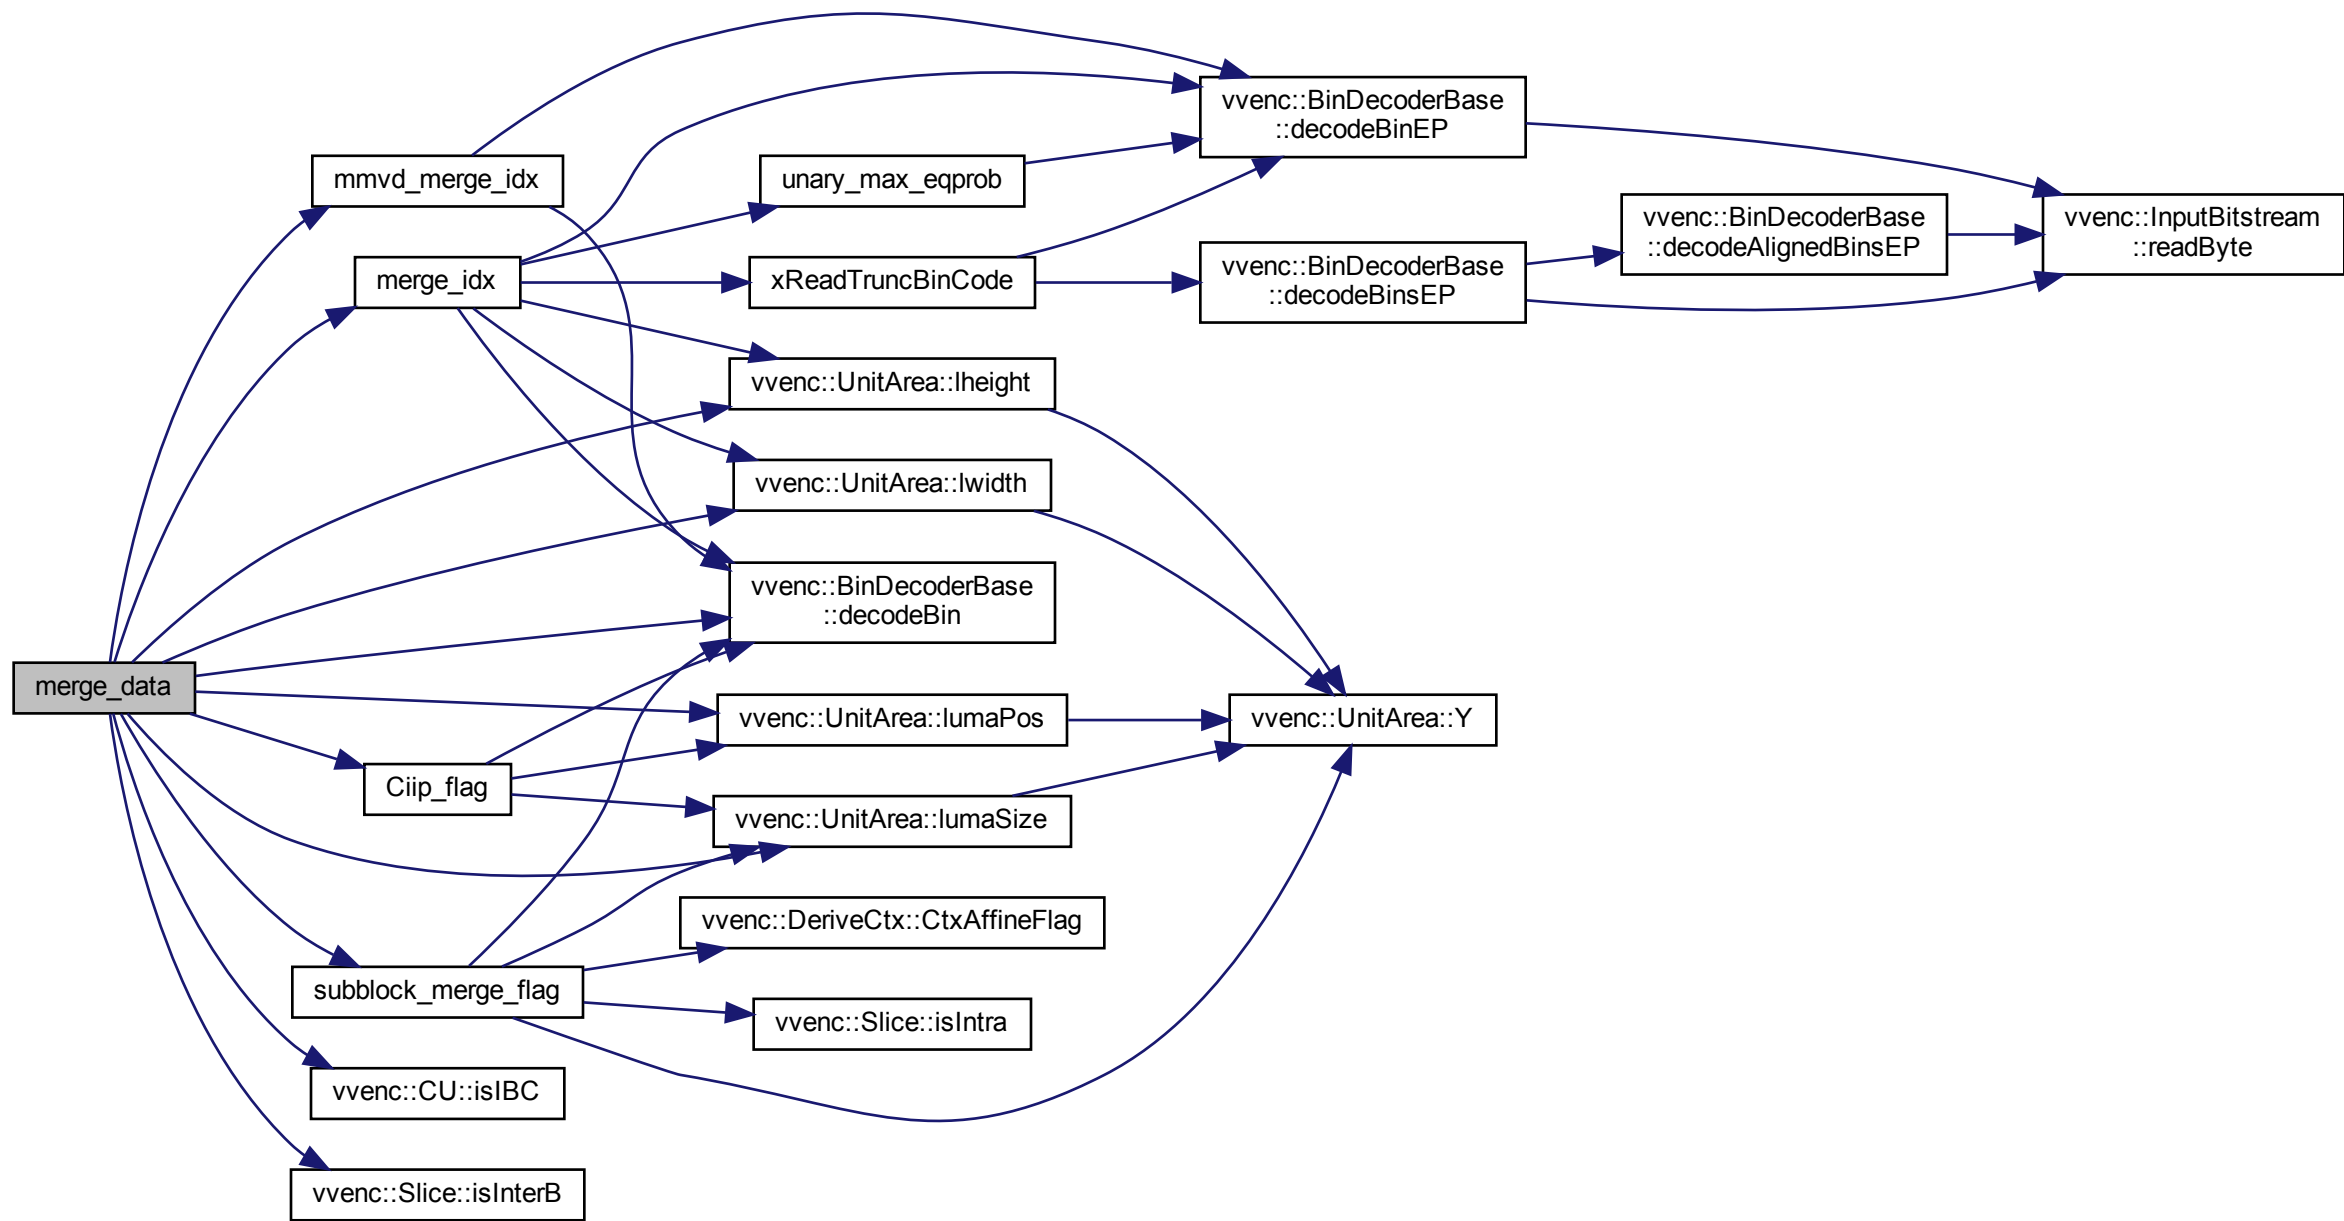 merge_data
mmvd_merge_idx
merge_idx
Ciip_flag
subblock_merge_flag
vvenc::CU::isIBC
vvenc::Slice::isInterB
unary_max_eqprob
xReadTruncBinCode
vvenc::UnitArea::lheight
vvenc::UnitArea::lwidth
vvenc::BinDecoderBase
::decodeBin
vvenc::UnitArea::lumaPos
vvenc::UnitArea::lumaSize
vvenc::DeriveCtx::CtxAffineFlag
vvenc::Slice::isIntra
vvenc::BinDecoderBase
::decodeBinEP
vvenc::BinDecoderBase
::decodeBinsEP
vvenc::UnitArea::Y
vvenc::BinDecoderBase
::decodeAlignedBinsEP
vvenc::InputBitstream
::readByte